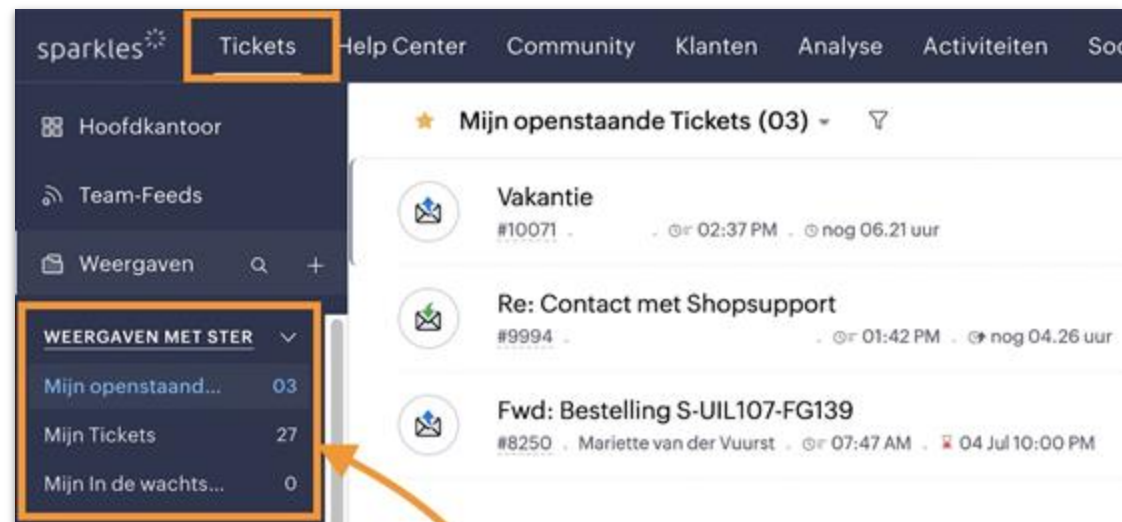 sparkles Tickets Help Center Community Klanten Analyse Activiteiten Soc
Hoofdkantoor
Team-Feeds
Weergaven
WEERGAVEN MET STER
Mijn openstaand... 03
Mijn Tickets 27
Mijn In de wachts... 0
Mijn openstaande Tickets (03)
Vakantie
#10071 . . 02:37 PM . nog 06.21 uur
Re: Contact met Shopsupport
#9994 . . 01:42 PM . nog 04.26 uur
Fwd: Bestelling S-UIL107-FG139
#8250 . Mariette van der Vuurst . 07:47 AM . 04 Jul 10:00 PM